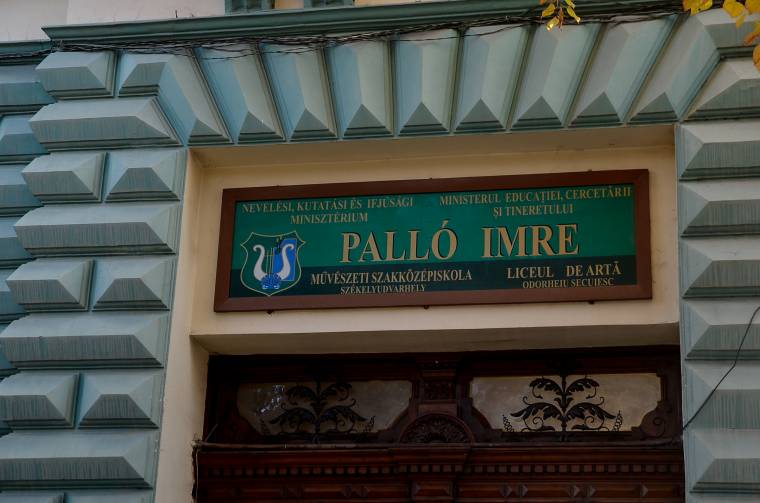 NEVELÉSI, KUTATÁSI ÉS IFJÚSÁGI
MINISZTÉRIUM
MINISTERUL EDUCAȚIEI, CERCETĂRII
ȘI TINERETULUI
PALLÓ IMRE
MŰVÉSZETI SZAKKÖZÉPISKOLA
SZÉKELYUDVARHELY
LICEUL DE ARTĂ
ODORHEIU SECUIESC